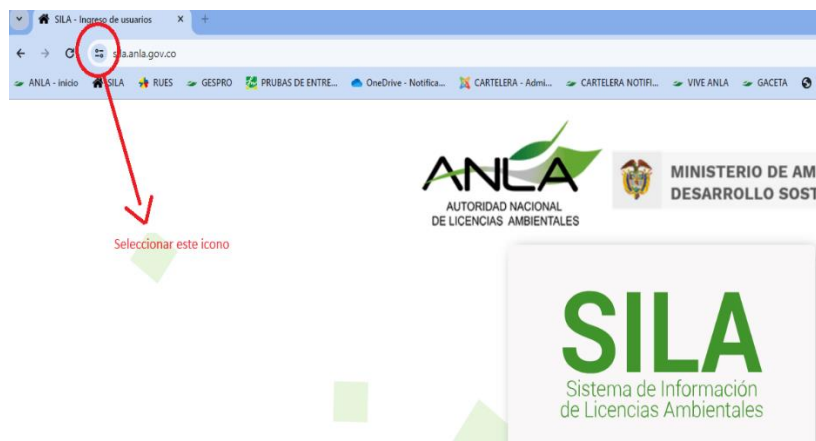 SILA - Ingreso de usuarios
sila.anla.gov.co
ANLA - inicio SILA RUES GESPRO PRUBAS DE ENTRE... OneDrive - Notifica... CARTELERA - Admi... CARTELERA NOTIFI... VIVE ANLA GACETA
ANLA
AUTORIDAD NACIONAL
DE LICENCIAS AMBIENTALES
MINISTERIO DE AM
DESARROLLO SOST
Seleccionar este icono
SILA
Sistema de Información
de Licencias Ambientales